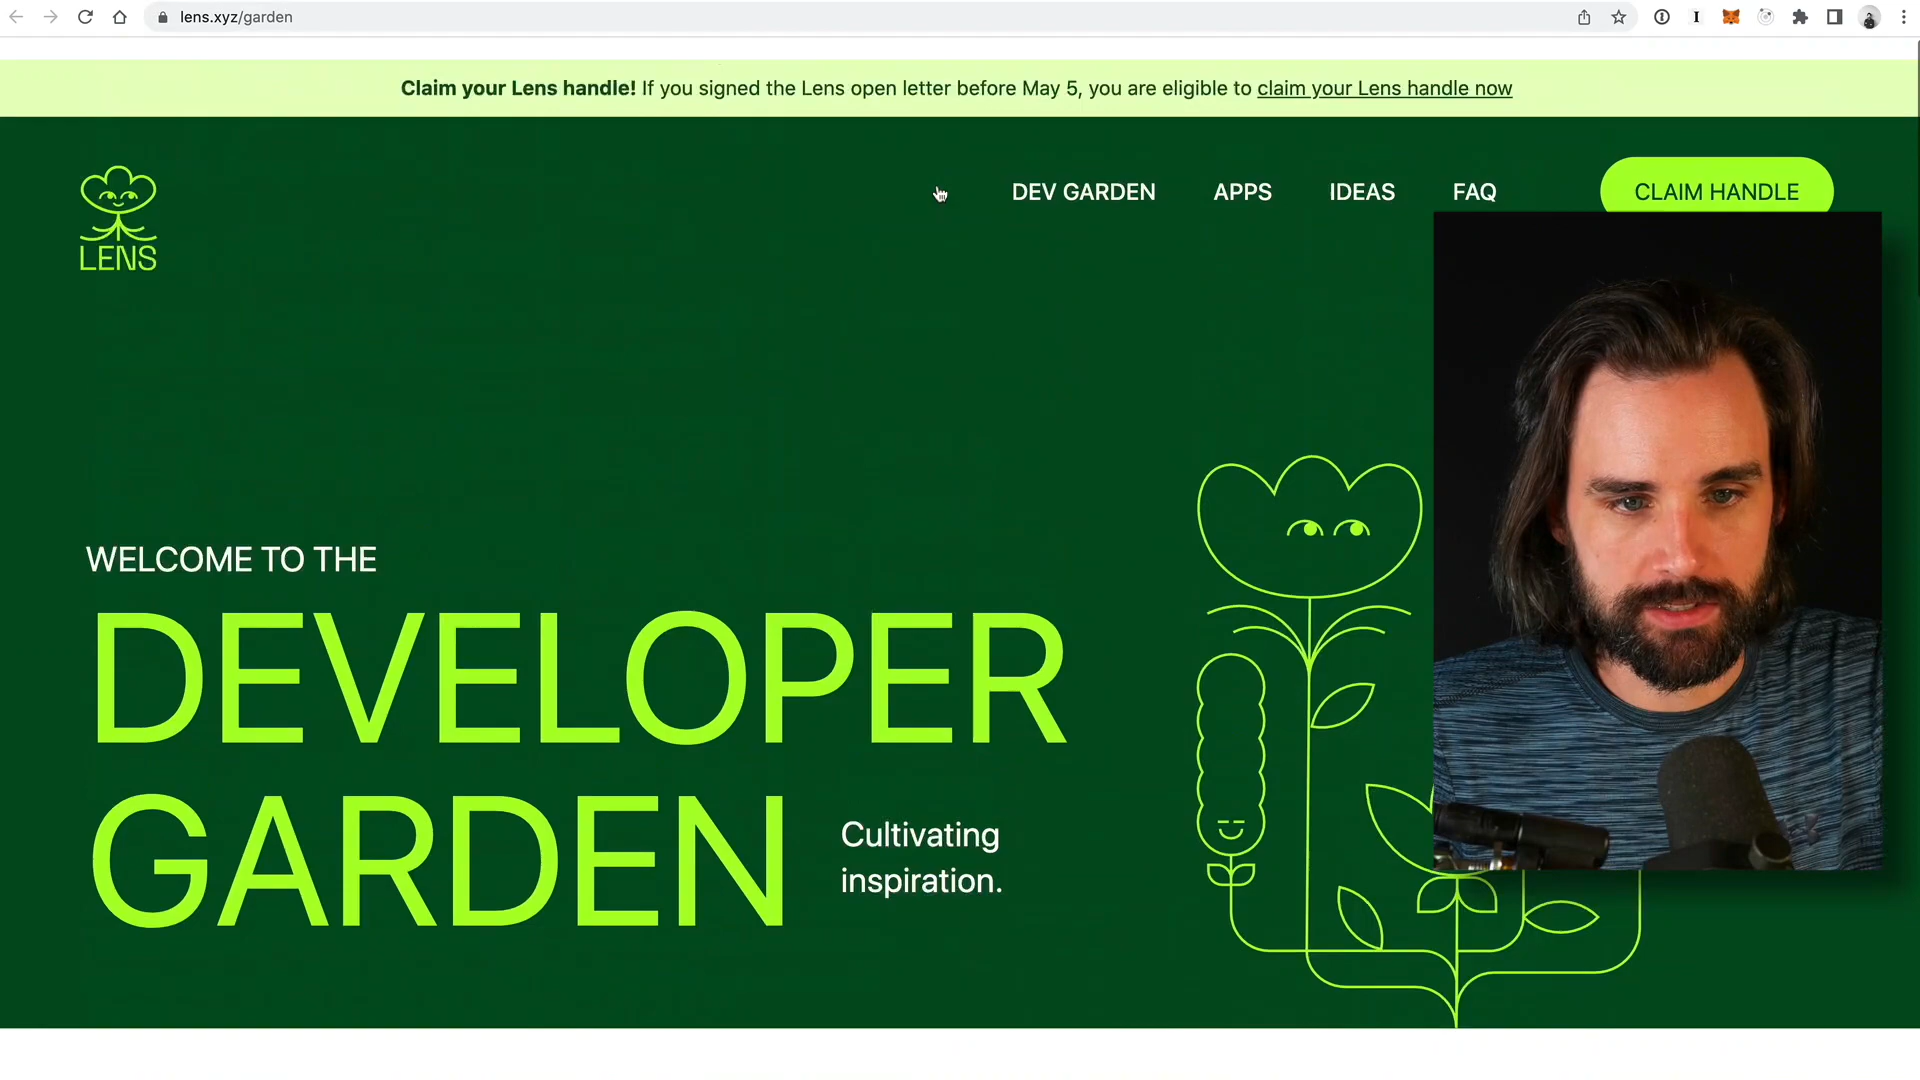 lens.xyz/garden
Claim your Lens handle! If you signed the Lens open letter before May 5, you are eligible to claim your Lens handle now
LENS
DEV GARDEN
APPS
IDEAS
FAQ
CLAIM HANDLE
WELCOME TO THE
DEVELOPER
GARDEN
Cultivating
inspiration.